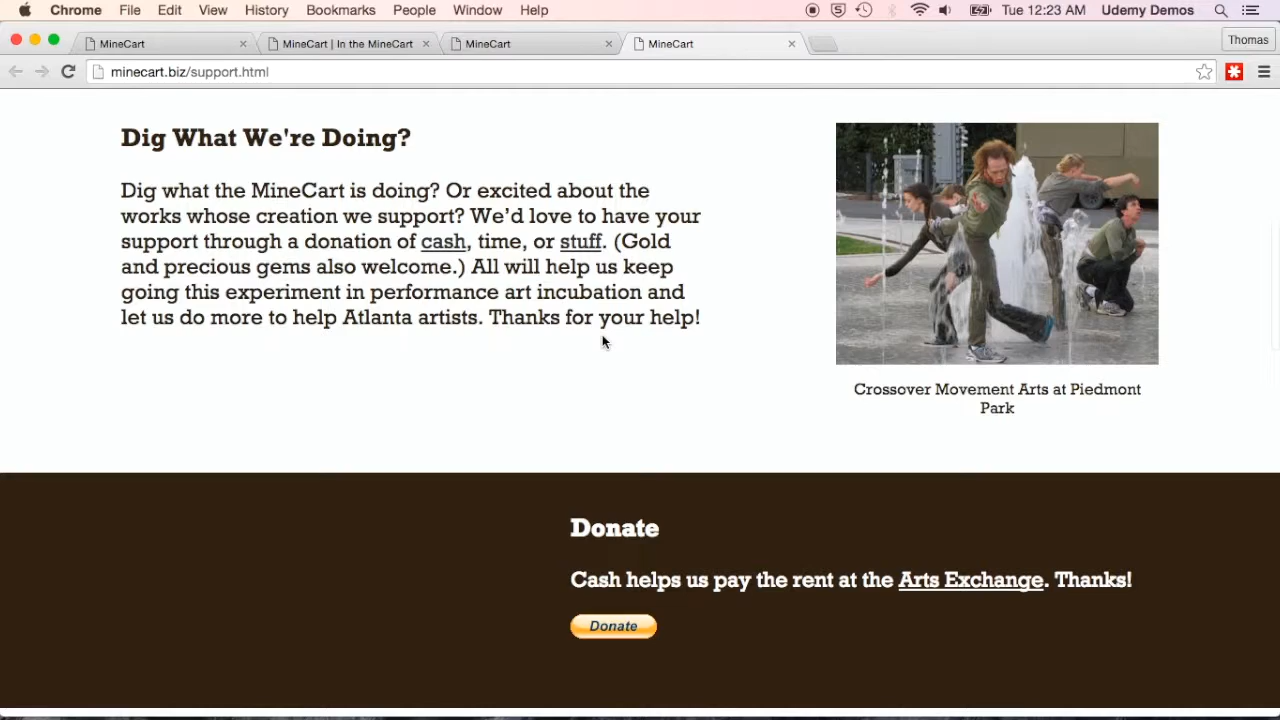 Chrome File Edit View History Bookmarks People Window Help Tue 12:23 AM Udemy Demos
MineCart MineCart | In the MineCart MineCart MineCart Thomas
minecart.biz/support.html
Dig What We're Doing?
Dig what the MineCart is doing? Or excited about the
works whose creation we support? We'd love to have your
support through a donation of cash, time, or stuff. (Gold
and precious gems also welcome.) All will help us keep
going this experiment in performance art incubation and
let us do more to help Atlanta artists. Thanks for your help!
Crossover Movement Arts at Piedmont
Park
Donate
Cash helps us pay the rent at the Arts Exchange. Thanks!
Donate